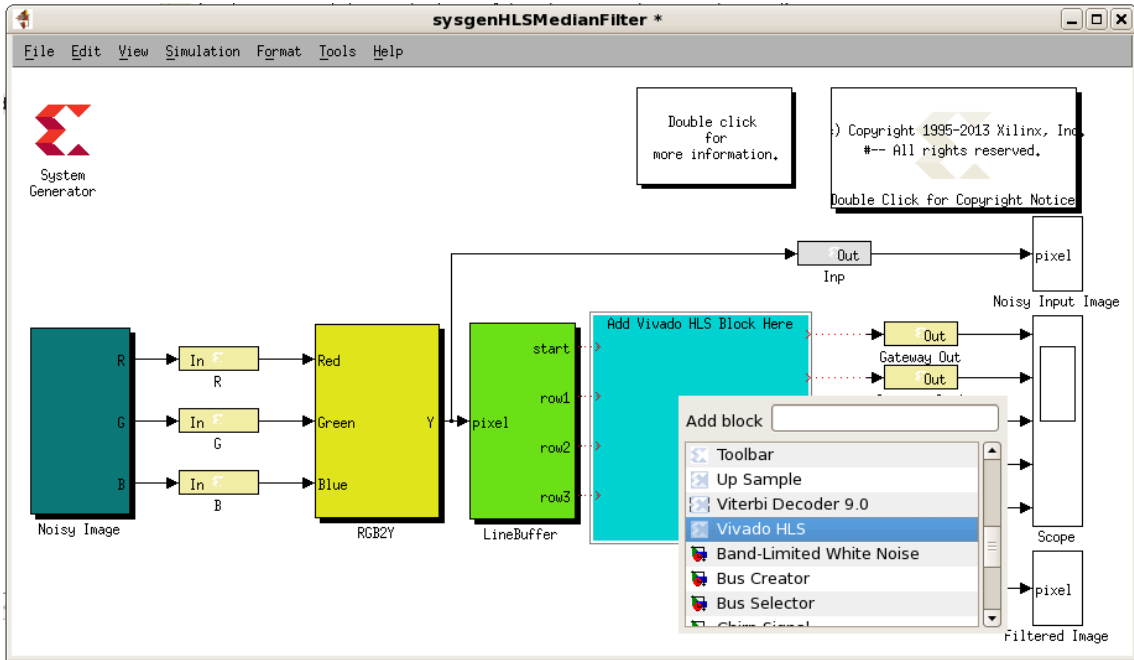 sysgenHLSMedianFilter *
File Edit View Simulation Format Tools Help
System
Generator
Double click
for
more information.
) Copyright 1995-2013 Xilinx, Inc.
#-- All rights reserved.
Double Click for Copyright Notice
Out
Inp
pixel
Noisy Input Image
R
G
B
Noisy Image
In
R
In
G
In
B
Red
Green
Blue
Y
RGB2Y
pixel
start
row1
row2
row3
LineBuffer
Add Vivado HLS Block Here
Out
Gateway Out
Out
Scope
pixel
Filtered Image
Add block
Toolbar
Up Sample
Viterbi Decoder 9.0
Vivado HLS
Band-Limited White Noise
Bus Creator
Bus Selector